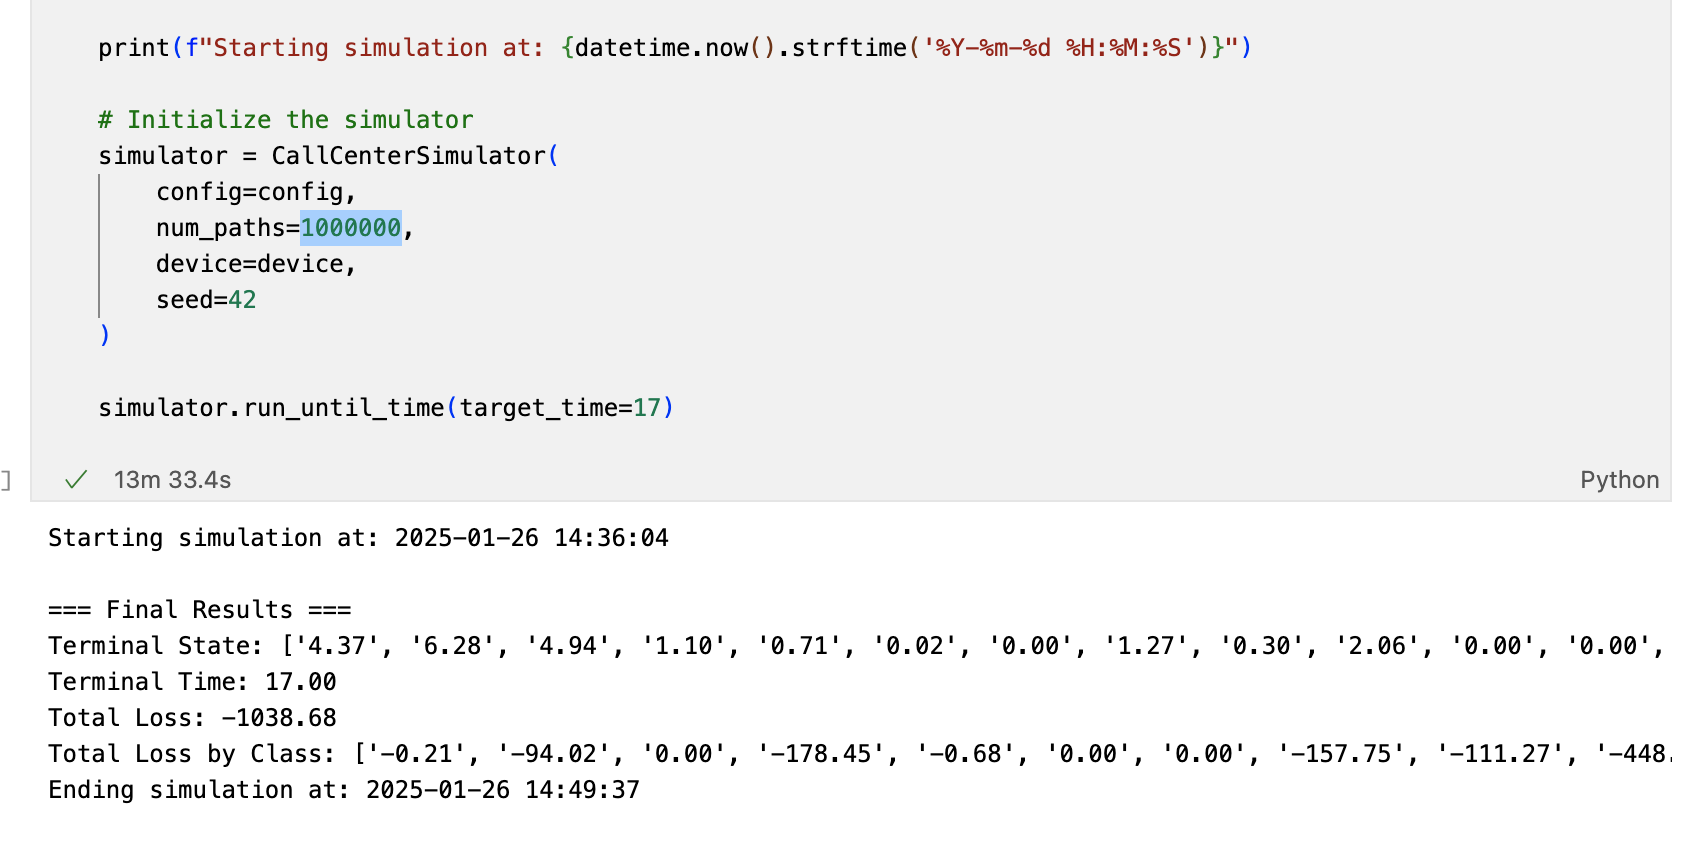 print(f"Starting simulation at: {datetime.now().strftime('%Y-%m-%d %H:%M:%S')}")
# Initialize the simulator
simulator = CallCenterSimulator(
config=config,
num_paths=1000000,
device=device,
seed=42
)
simulator.run_until_time(target_time=17)
] ✓ 13m 33.4s Python
Starting simulation at: 2025-01-26 14:36:04
=== Final Results ===
Terminal State: ['4.37', '6.28', '4.94', '1.10', '0.71', '0.02', '0.00', '1.27', '0.30', '2.06', '0.00', '0.00',
Terminal Time: 17.00
Total Loss: -1038.68
Total Loss by Class: ['-0.21', '-94.02', '0.00', '-178.45', '-0.68', '0.00', '0.00', '-157.75', '-111.27', '-448.
Ending simulation at: 2025-01-26 14:49:37